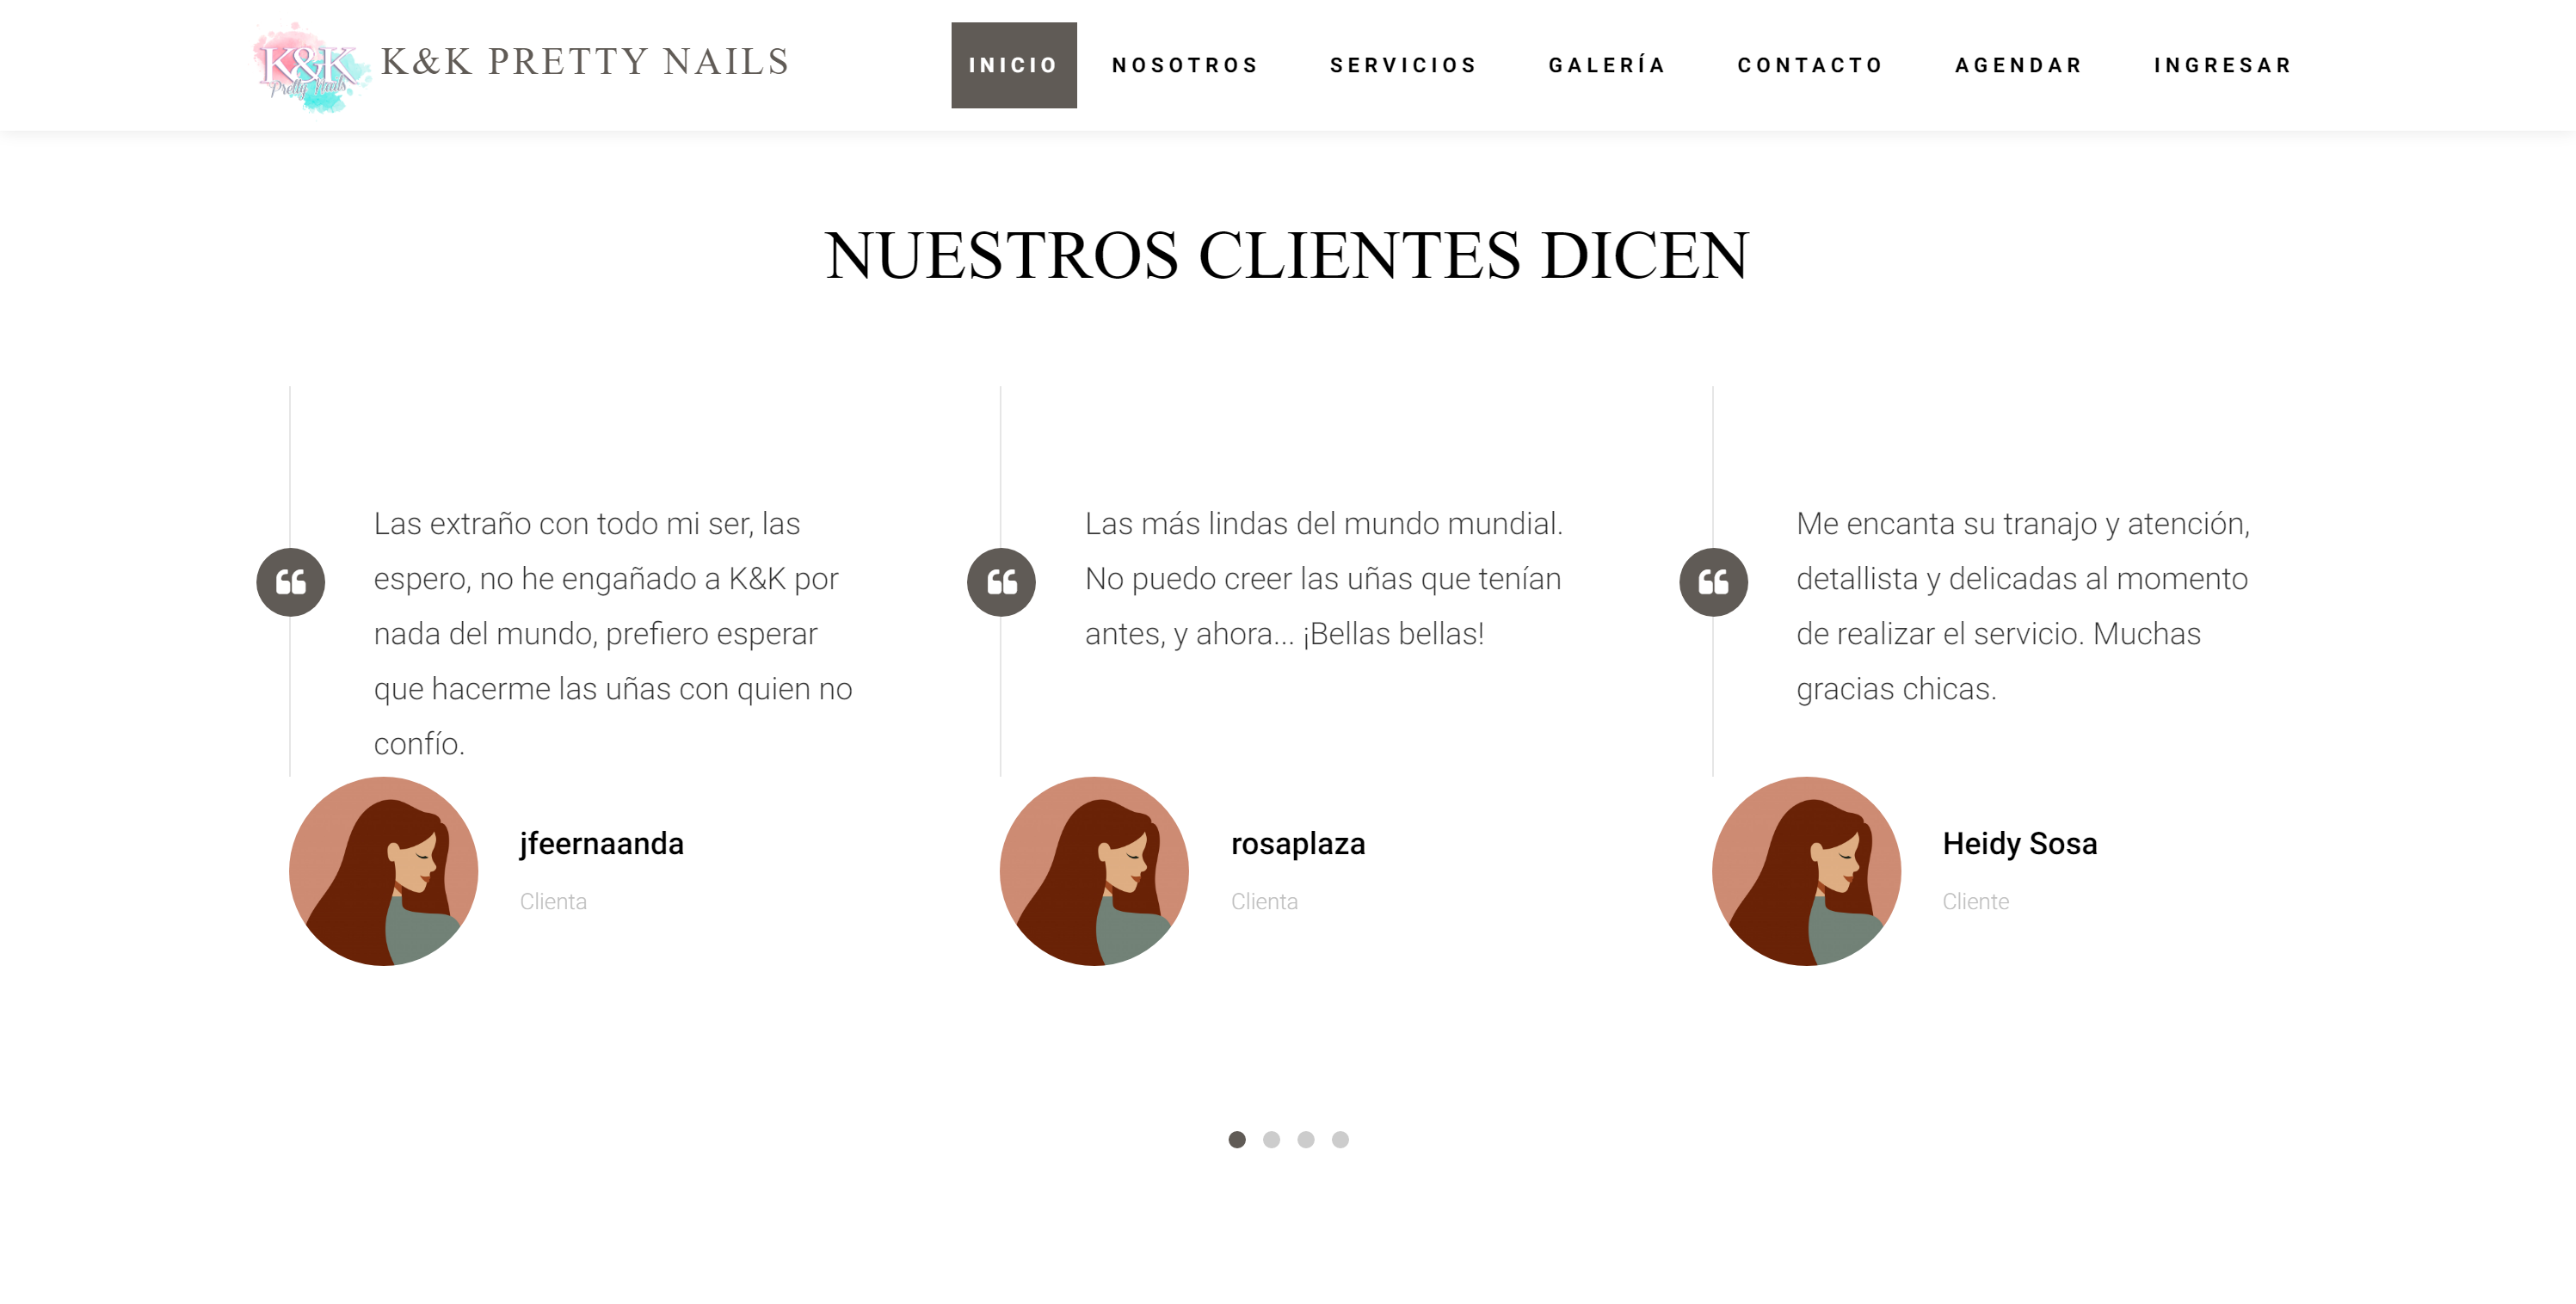 K&K
Pretty Nails
K&K PRETTY NAILS
INICIO NOSOTROS SERVICIOS GALERÍA CONTACTO AGENDAR INGRESAR
NUESTROS CLIENTES DICEN
Las extraño con todo mi ser, las
espero, no he engañado a K&K por
nada del mundo, prefiero esperar
que hacerme las uñas con quien no
confío.
jfeernaanda
Clienta
Las más lindas del mundo mundial.
No puedo creer las uñas que tenían
antes, y ahora... ¡Bellas bellas!
rosaplaza
Clienta
Me encanta su tranajo y atención,
detallista y delicadas al momento
de realizar el servicio. Muchas
gracias chicas.
Heidy Sosa
Cliente